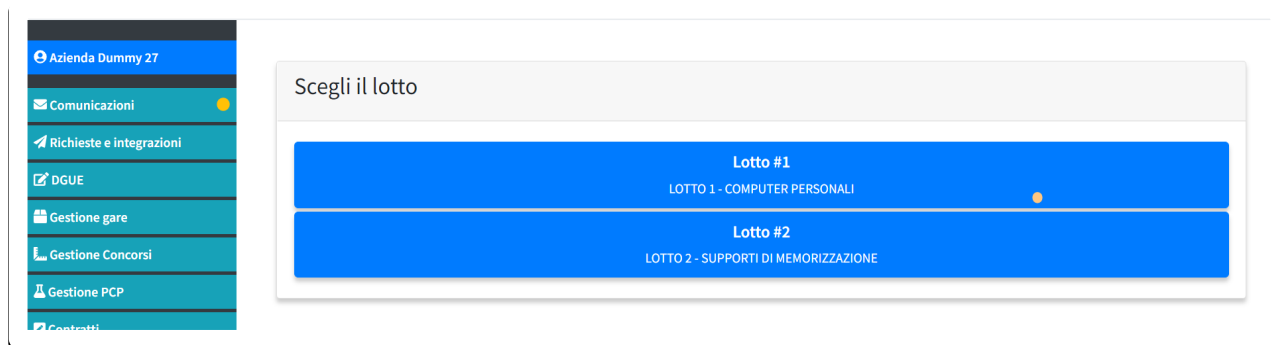 Azienda Dummy 27
Comunicazioni
Richieste e integrazioni
DGUE
Gestione gare
Gestione Concorsi
Gestione PCP
Contratti
Scegli il lotto
Lotto #1
LOTTO 1 - COMPUTER PERSONALI
Lotto #2
LOTTO 2 - SUPPORTI DI MEMORIZZAZIONE